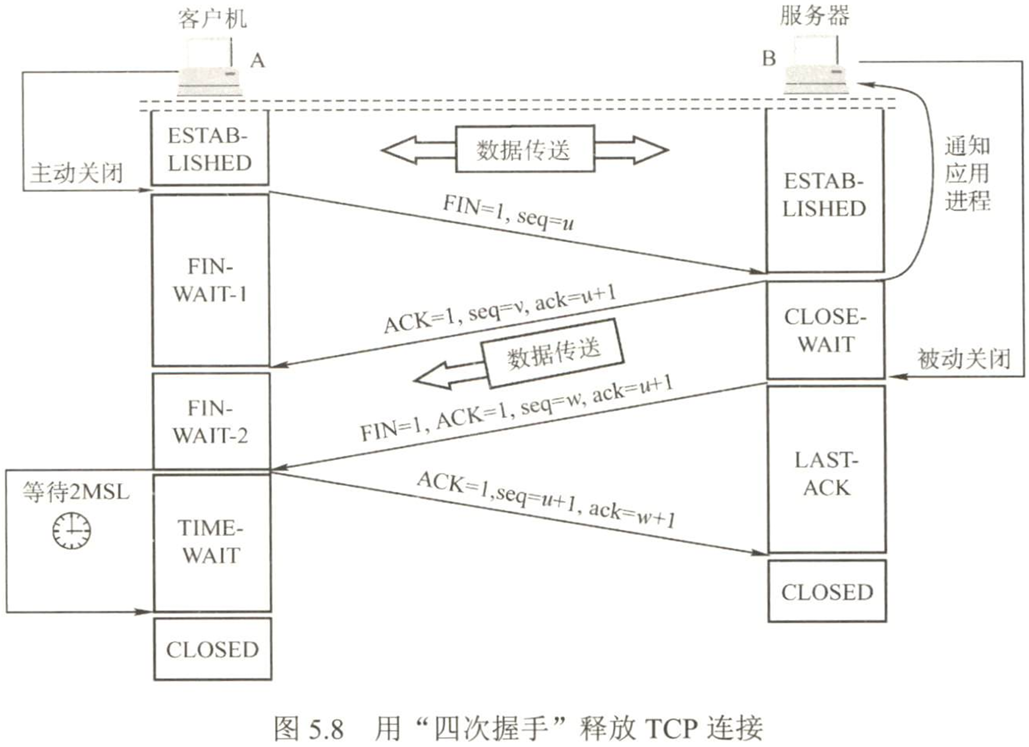 客户机
服务器
A
B
ESTAB-
LISHED
数据传送
通知
应用
进程
主动关闭
ESTAB-
LISHED
FIN=1, seq=u
FIN-
WAIT-1
ACK=1, seq=v, ack=u+1
CLOSE-
WAIT
数据传送
被动关闭
FIN-
WAIT-2
FIN=1, ACK=1, seq=w, ack=u+1
LAST-
ACK
等待2MSL
ACK=1,seq=u+1, ack=w+1
TIME-
WAIT
CLOSED
CLOSED
图 5.8 用“四次握手”释放 TCP 连接